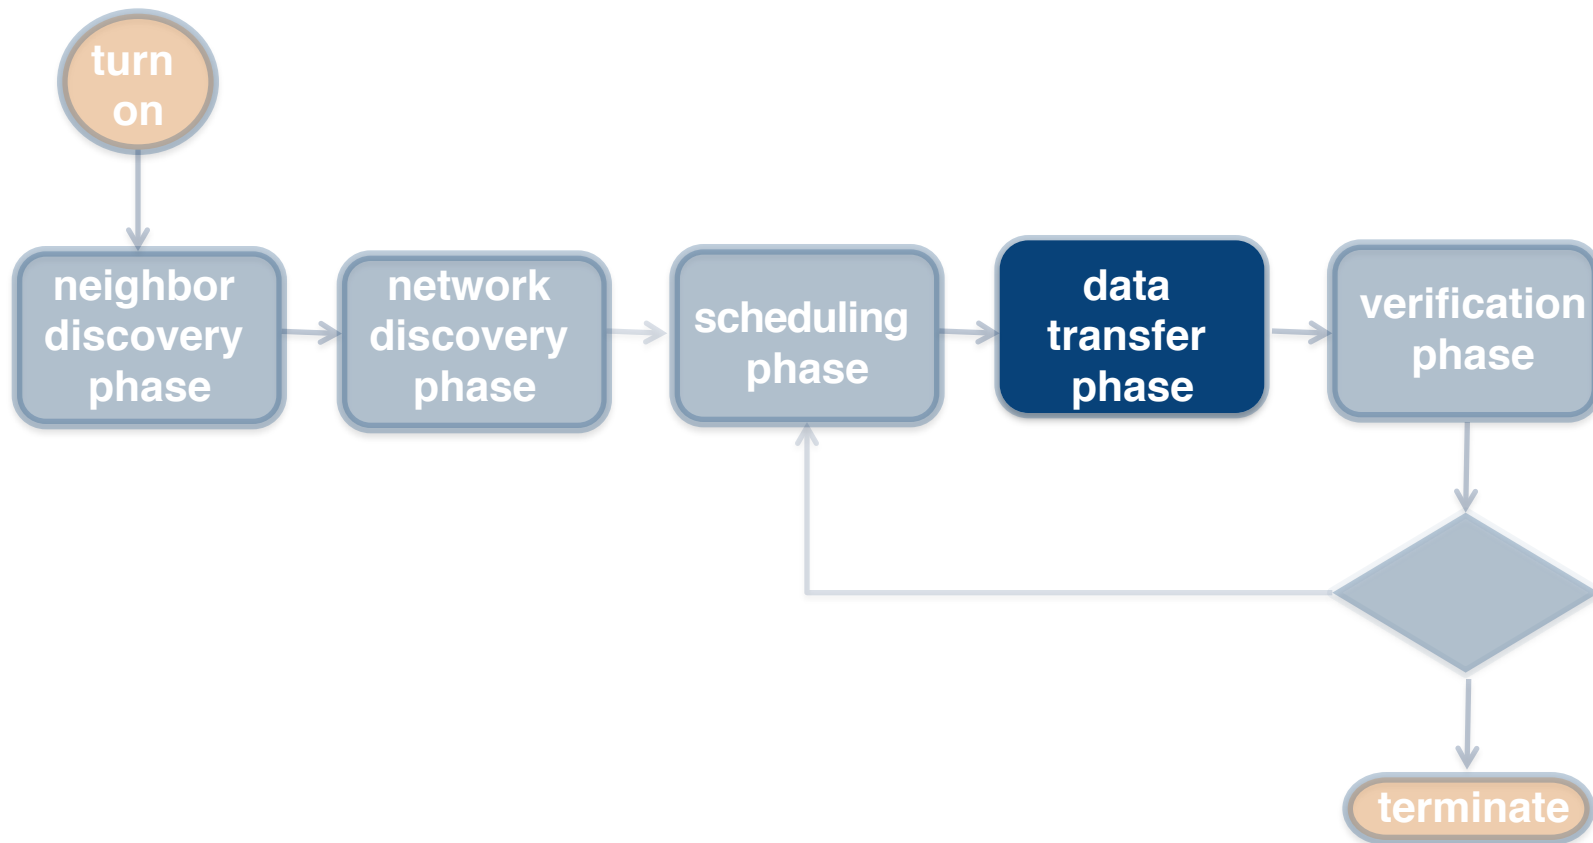 turn
on
neighbor
discovery
phase
network
discovery
phase
scheduling
phase
data
transfer
phase
verification
phase
terminate